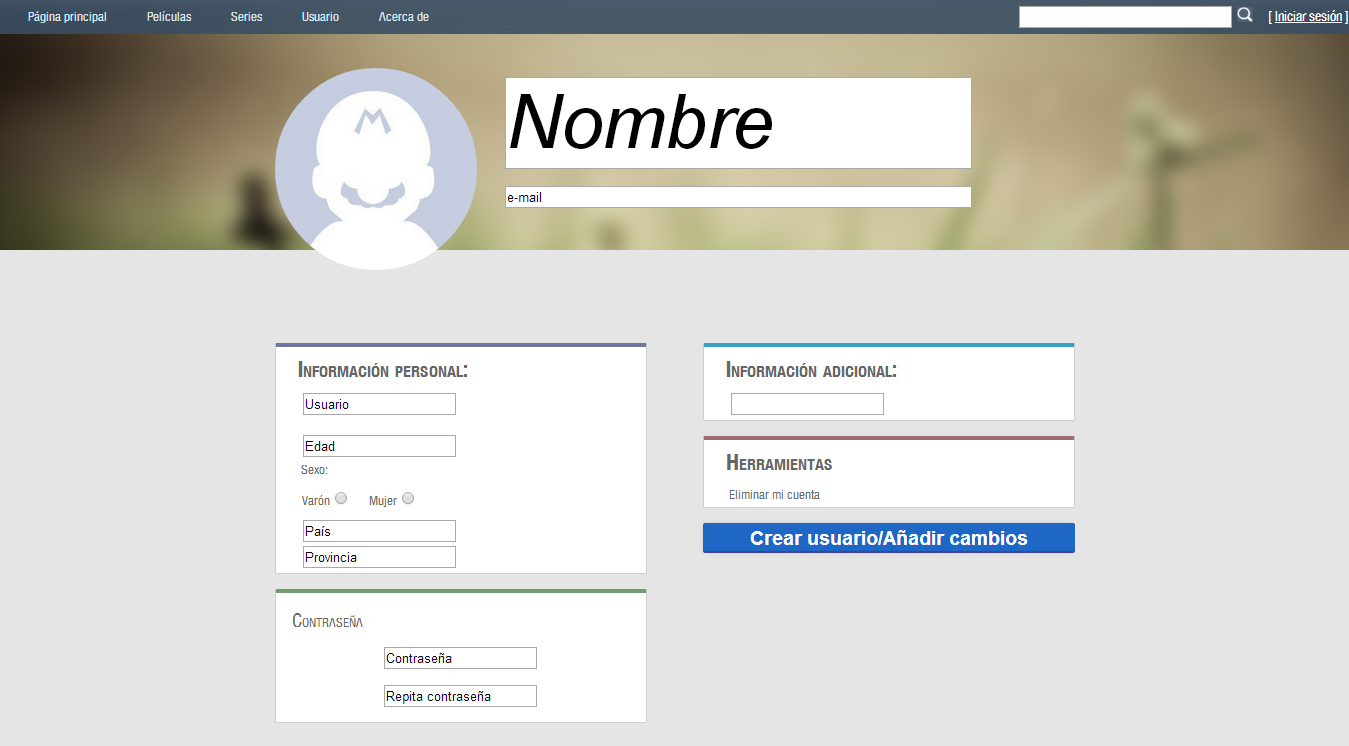 Página principal Películas Series Usuario Acerca de [ Iniciar sesión ]
Nombre
e-mail
Información personal:
Usuario
Edad
Sexo:
Varón Mujer
País
Provincia
Contraseña
Contraseña
Repita contraseña
Información adicional:
Herramientas
Eliminar mi cuenta
Crear usuario/Añadir cambios